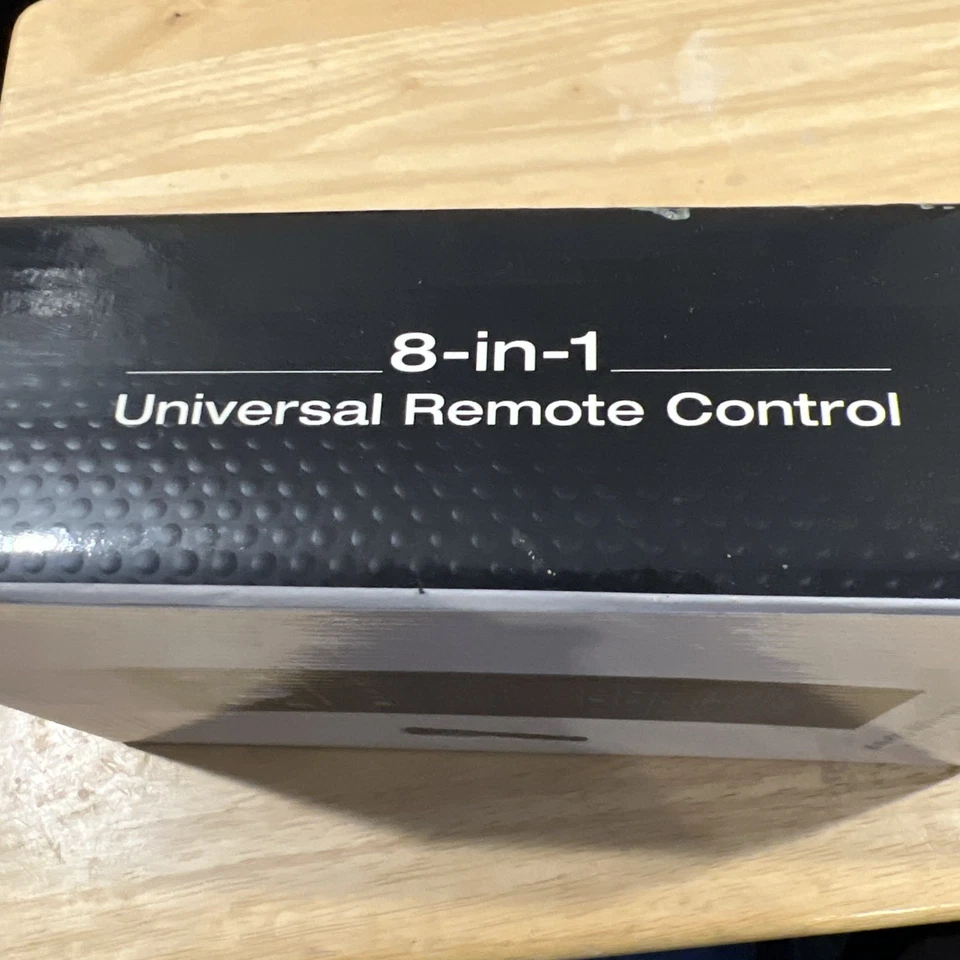 8-in-1
Universal Remote Control